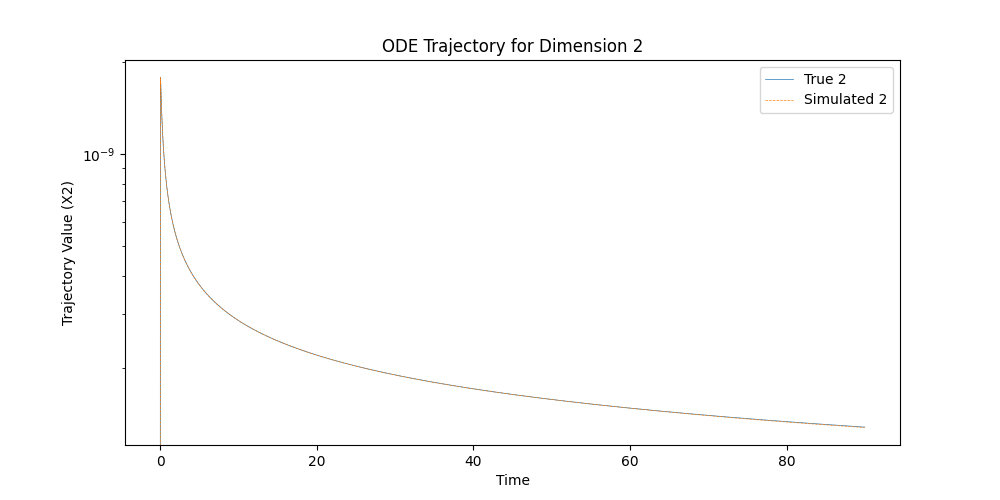 ODE Trajectory for Dimension 2
True 2
Simulated 2
10⁻⁹
Trajectory Value (X2)
0 20 40 60 80
Time